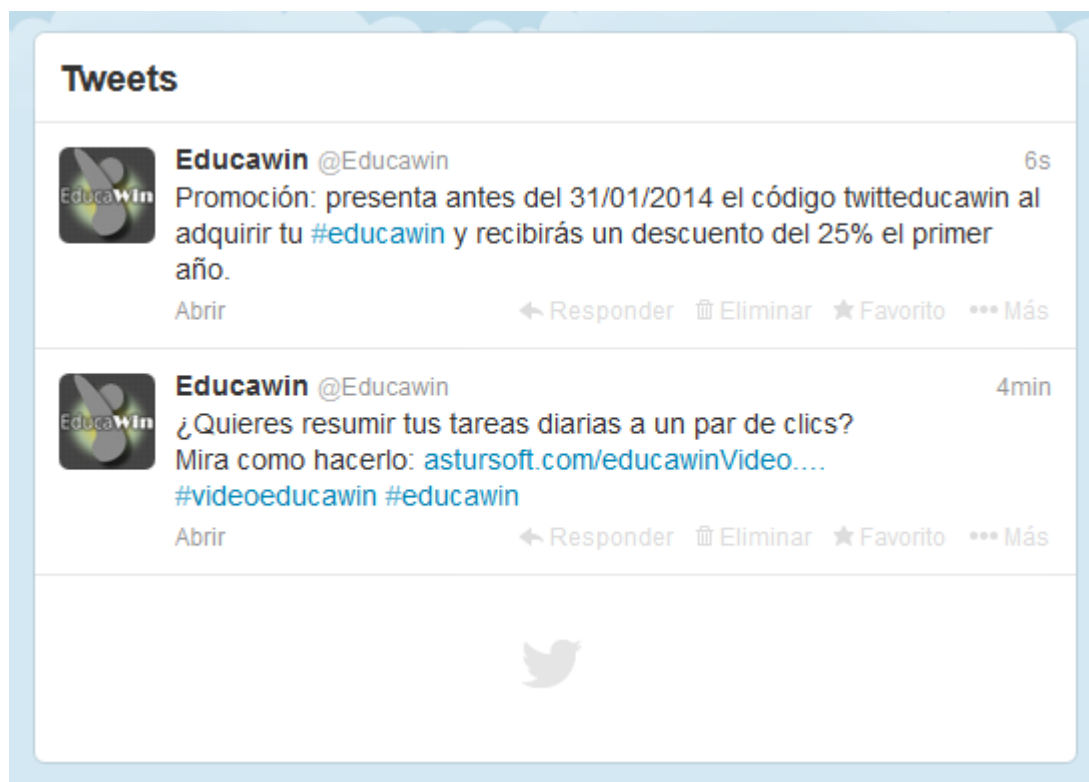 Tweets
Educawin @Educawin 6s
EducaWin
Promoción: presenta antes del 31/01/2014 el código twitteducawin al
adquirir tu #educawin y recibirás un descuento del 25% el primer
año.
Abrir Responder Eliminar Favorito Más
Educawin @Educawin 4min
EducaWin
¿Quieres resumir tus tareas diarias a un par de clics?
Mira como hacerlo: astursoft.com/educawinVideo....
#videoeducawin #educawin
Abrir Responder Eliminar Favorito Más